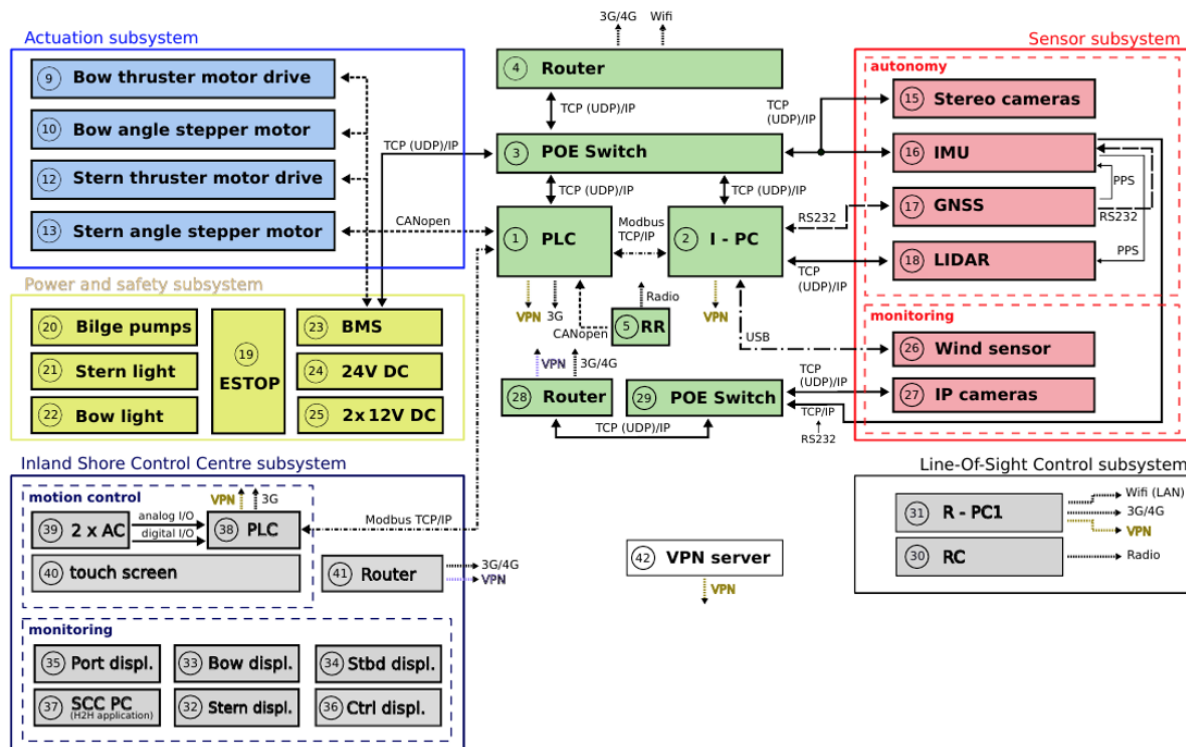 3G/4G
Wifi
Actuation subsystem
9 Bow thruster motor drive
10 Bow angle stepper motor
12 Stern thruster motor drive
13 Stern angle stepper motor
CANopen
TCP (UDP)/IP
4 Router
TCP (UDP)/IP
3 POE Switch
TCP (UDP)/IP
TCP (UDP)/IP
1 PLC
Modbus
TCP/IP
2 I - PC
VPN
3G
CANopen
Radio
5 RR
VPN
VPN
3G/4G
28 Router
29 POE Switch
TCP (UDP)/IP
TCP
(UDP)/IP
RS232
TCP
(UDP)/IP
USB
TCP
(UDP)/IP
TCP/IP
RS232
Sensor subsystem
autonomy
15 Stereo cameras
16 IMU
PPS
17 GNSS
RS232
18 LIDAR
PPS
monitoring
26 Wind sensor
27 IP cameras
Power and safety subsystem
20 Bilge pumps
21 Stern light
22 Bow light
19
ESTOP
23 BMS
24 24V DC
25 2x 12V DC
Inland Shore Control Centre subsystem
motion control
VPN
3G
39 2 x AC
analog I/O
digital I/O
38 PLC
Modbus TCP/IP
40 touch screen
41 Router
3G/4G
VPN
monitoring
35 Port displ.
33 Bow displ.
34 Stbd displ.
37 SCC PC
(H2H application)
32 Stern displ.
36 Ctrl displ.
42 VPN server
VPN
Line-Of-Sight Control subsystem
31 R - PC1
Wifi (LAN)
3G/4G
VPN
30 RC
Radio